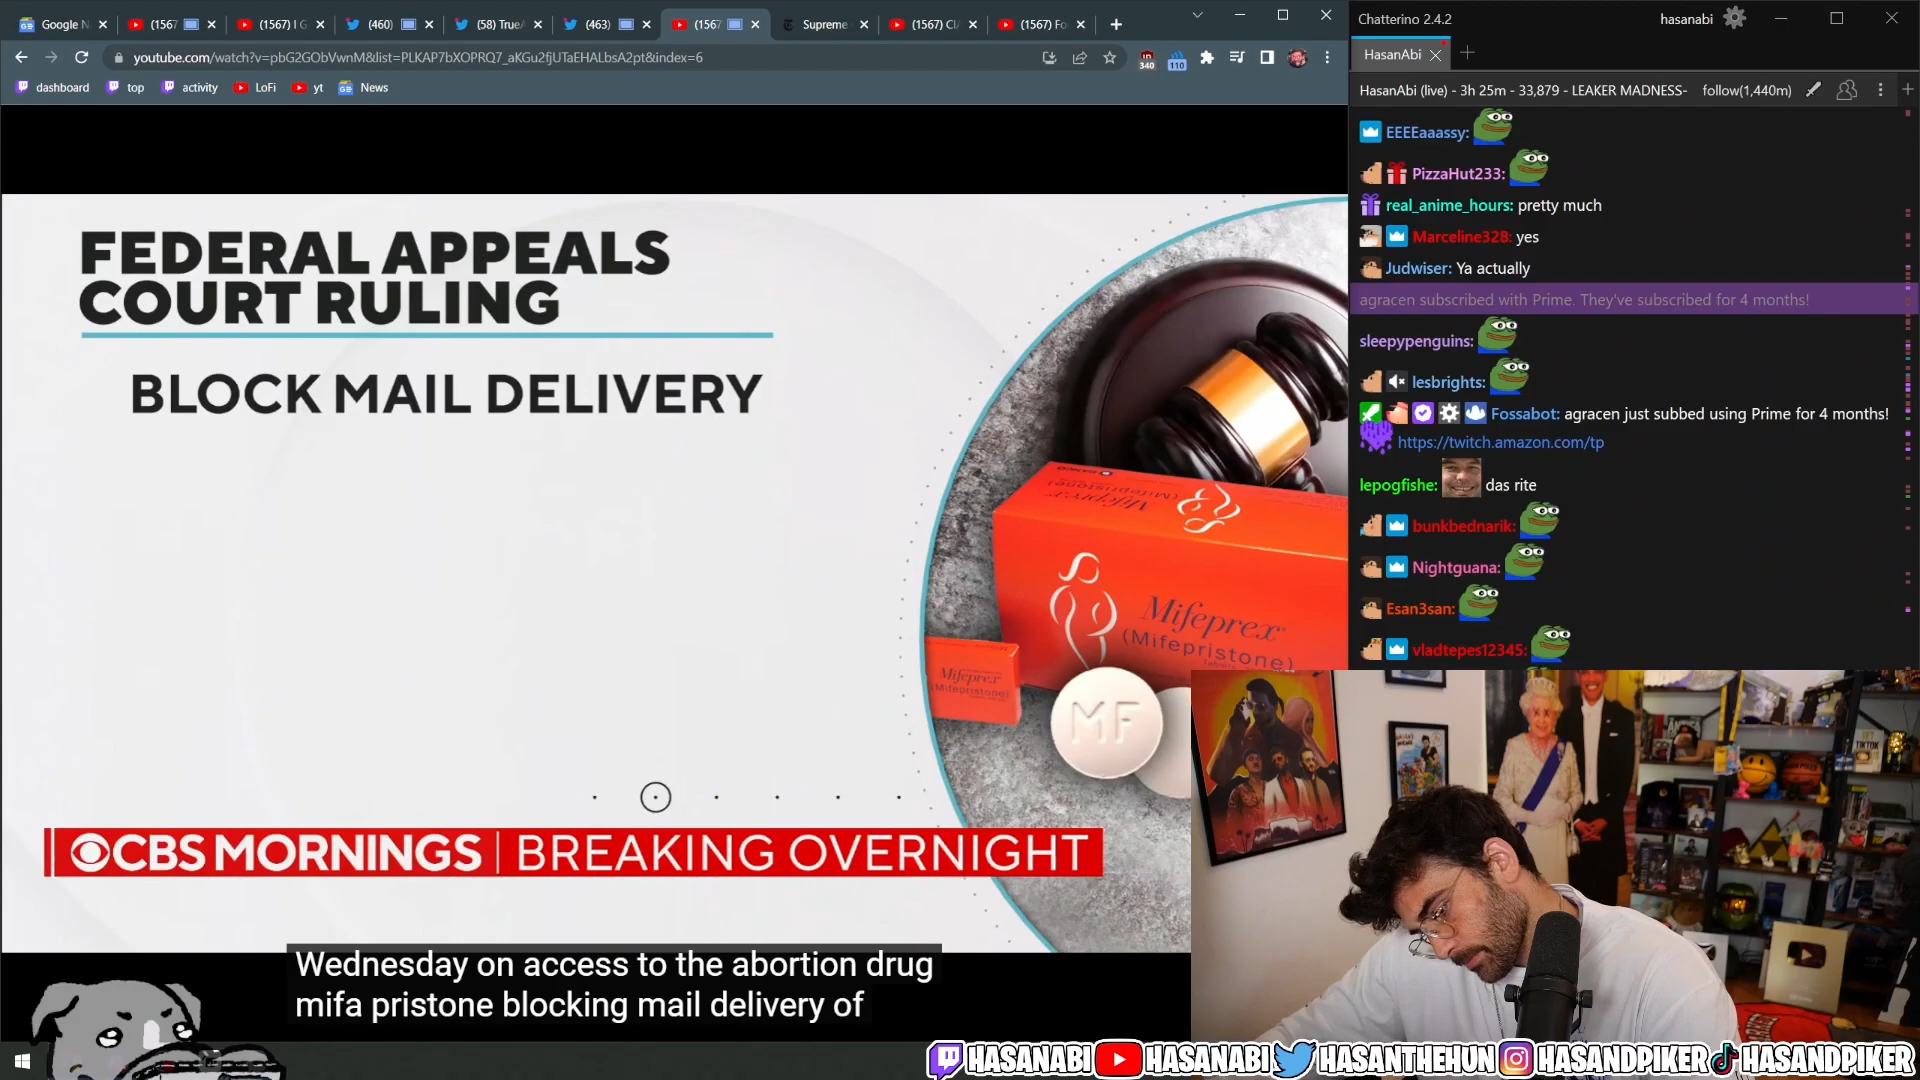 Google N
(1567
(1567) I G
(460)
(58) TrueA
(463)
(1567
Supreme
(1567) Cl
(1567) Fo
youtube.com/watch?v=pbG2GObVwnM&list=PLKAP7bXOPRQ7_aKGu2fjUTaEHALbsA2pt&index=6
340
110
dashboard
top
activity
LoFi
yt
News
FEDERAL APPEALS
COURT RULING
BLOCK MAIL DELIVERY
Mifeprex
(Mifepristone)
Mifeprex
(Mifepristone)
MF
CBS MORNINGS | BREAKING OVERNIGHT
Wednesday on access to the abortion drug
mifa pristone blocking mail delivery of
Chatterino 2.4.2
hasanabi
HasanAbi
HasanAbi (live) - 3h 25m - 33,879 - LEAKER MADNESS-
follow(1,440m)
EEEEaaassy:
PizzaHut233:
real_anime_hours: pretty much
Marceline328: yes
Judwiser: Ya actually
agracen subscribed with Prime. They've subscribed for 4 months!
sleepypenguins:
lesbrights:
Fossabot: agracen just subbed using Prime for 4 months!
https://twitch.amazon.com/tp
lepogfishe: das rite
bunkbednarik:
Nightguana:
Esan3san:
vladtepes12345:
HASANABI
HASANABI
HASANTHEHUN
HASANDPIKER
HASANDPIKER